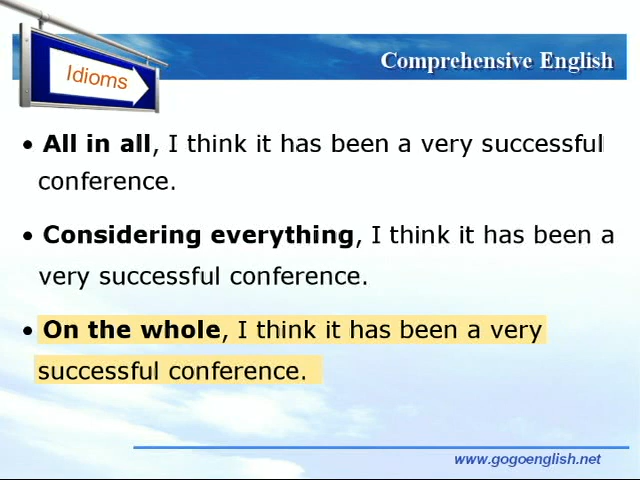 Idioms
Comprehensive English
• All in all, I think it has been a very successful
conference.
• Considering everything, I think it has been a
very successful conference.
• On the whole, I think it has been a very
successful conference.
www.gogoenglish.net